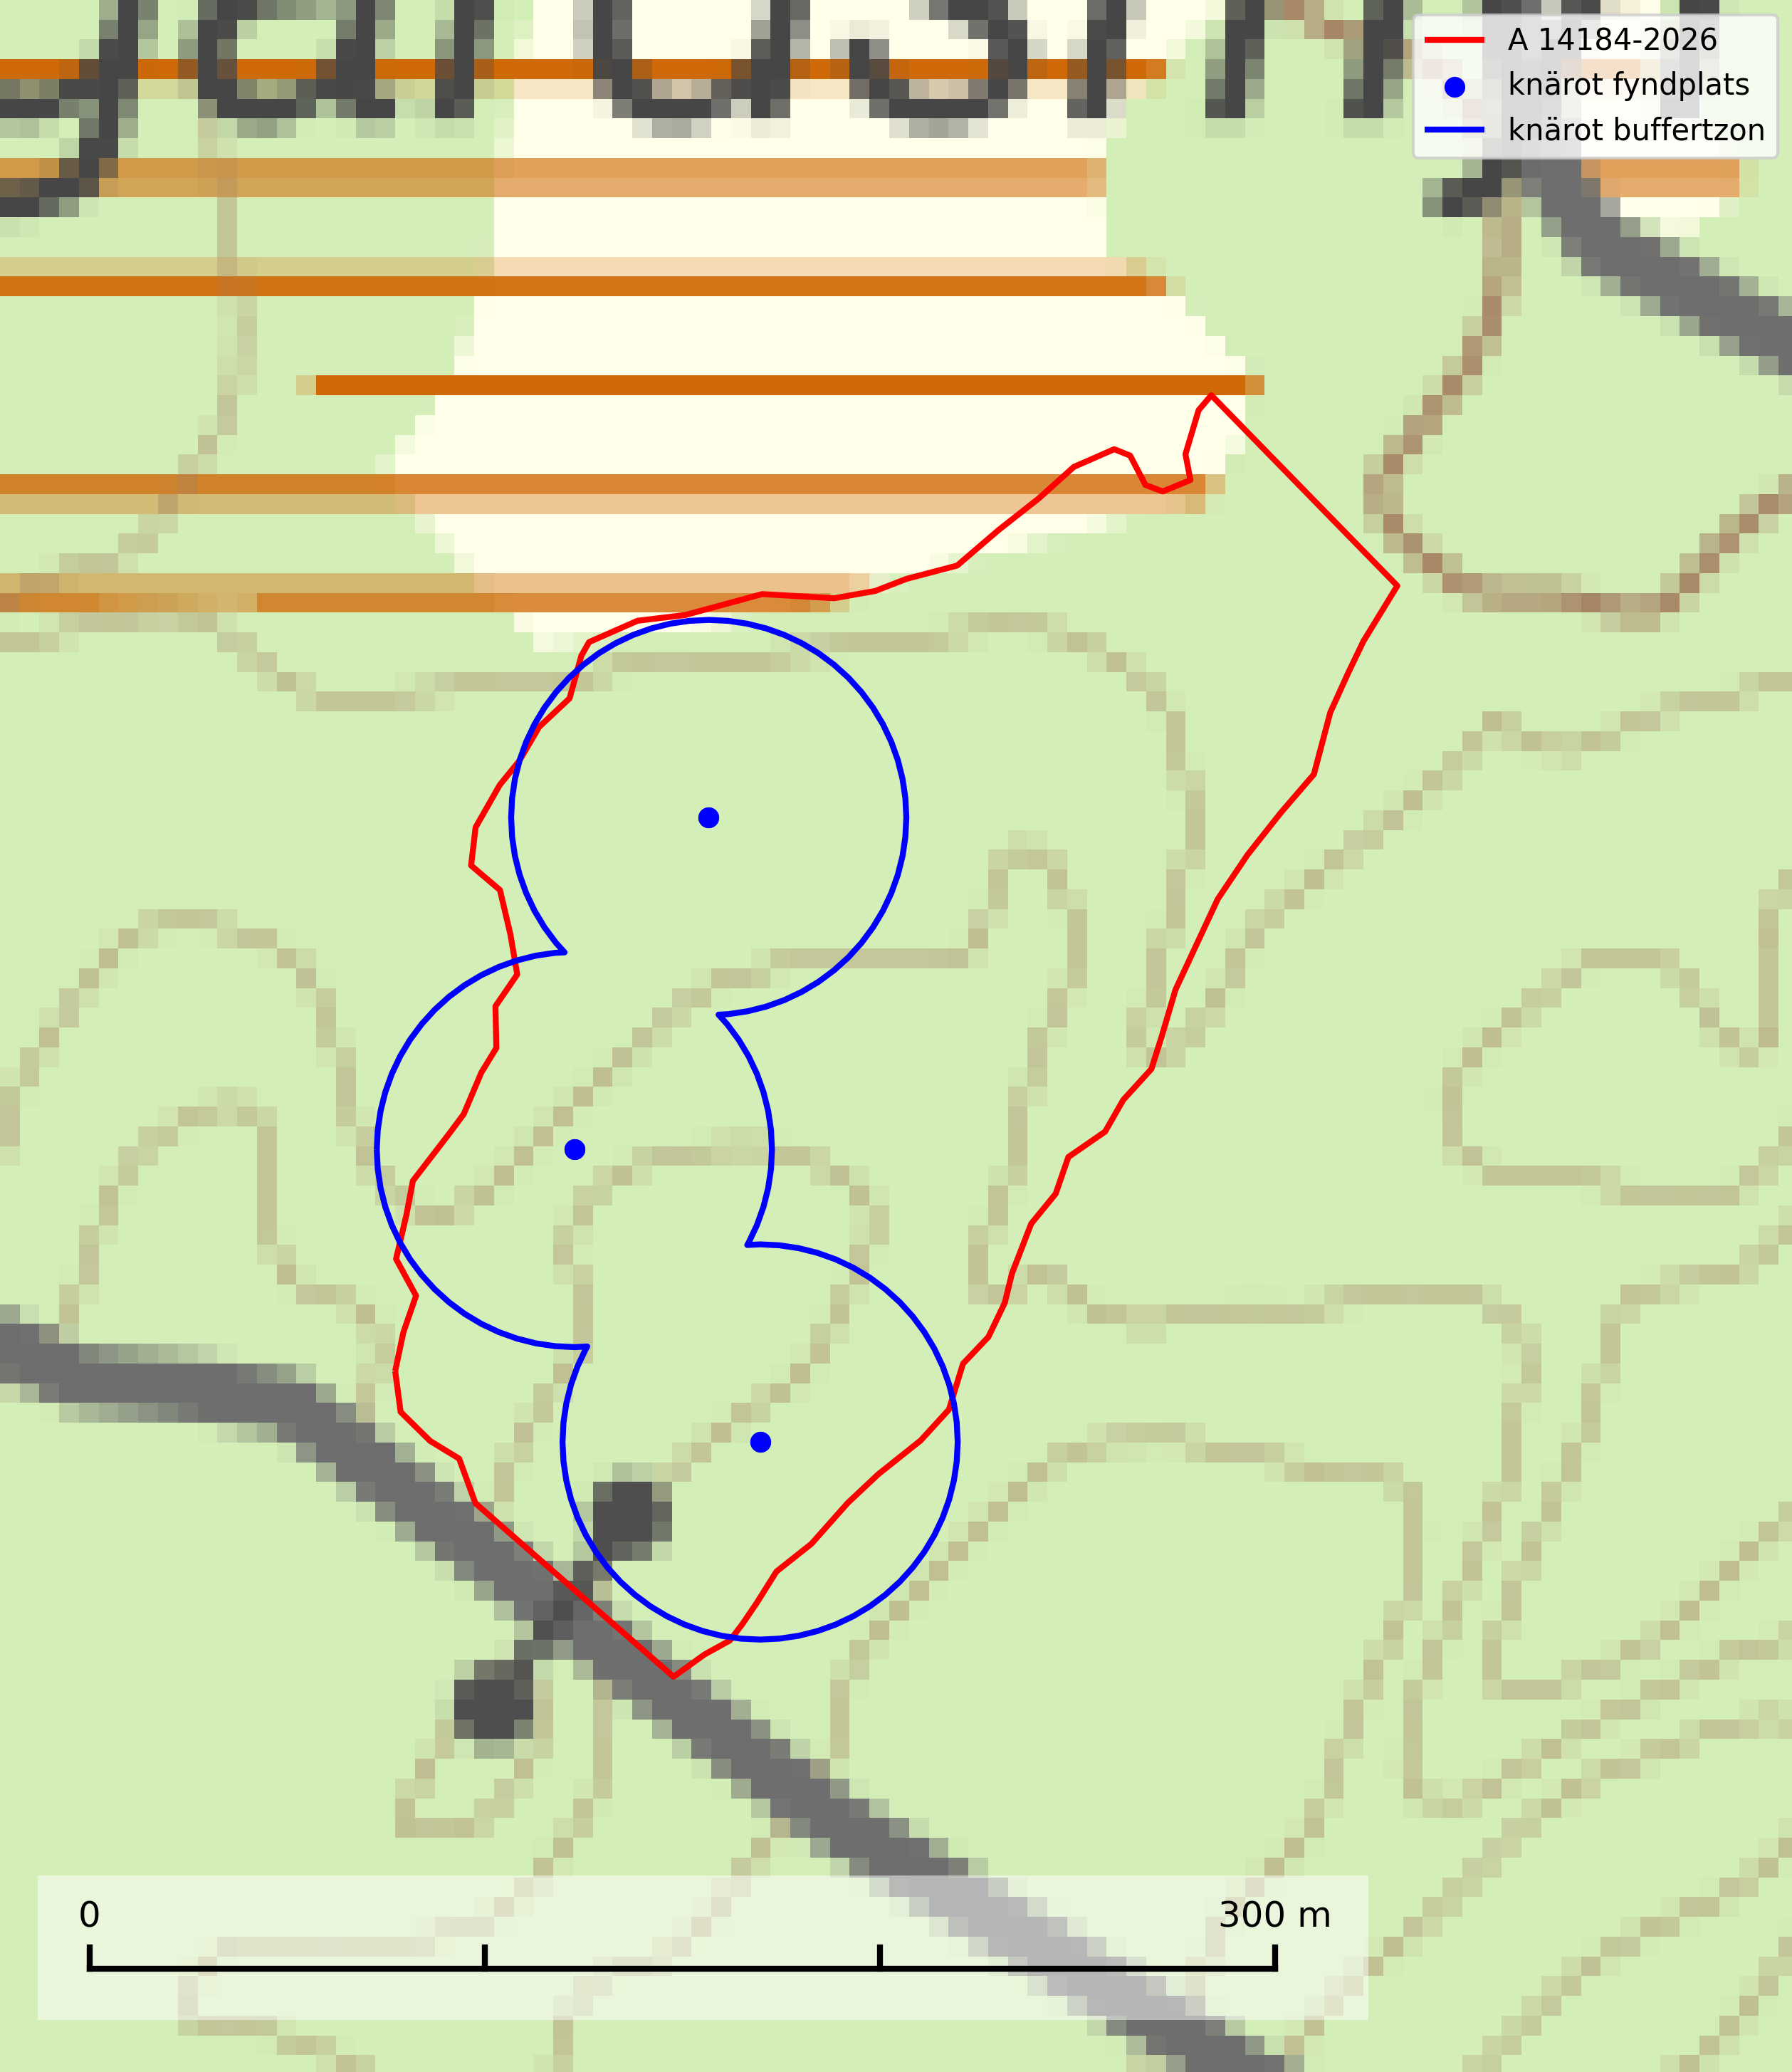 A 14184-2026
knärot fyndplats
knärot buffertzon
0
300 m